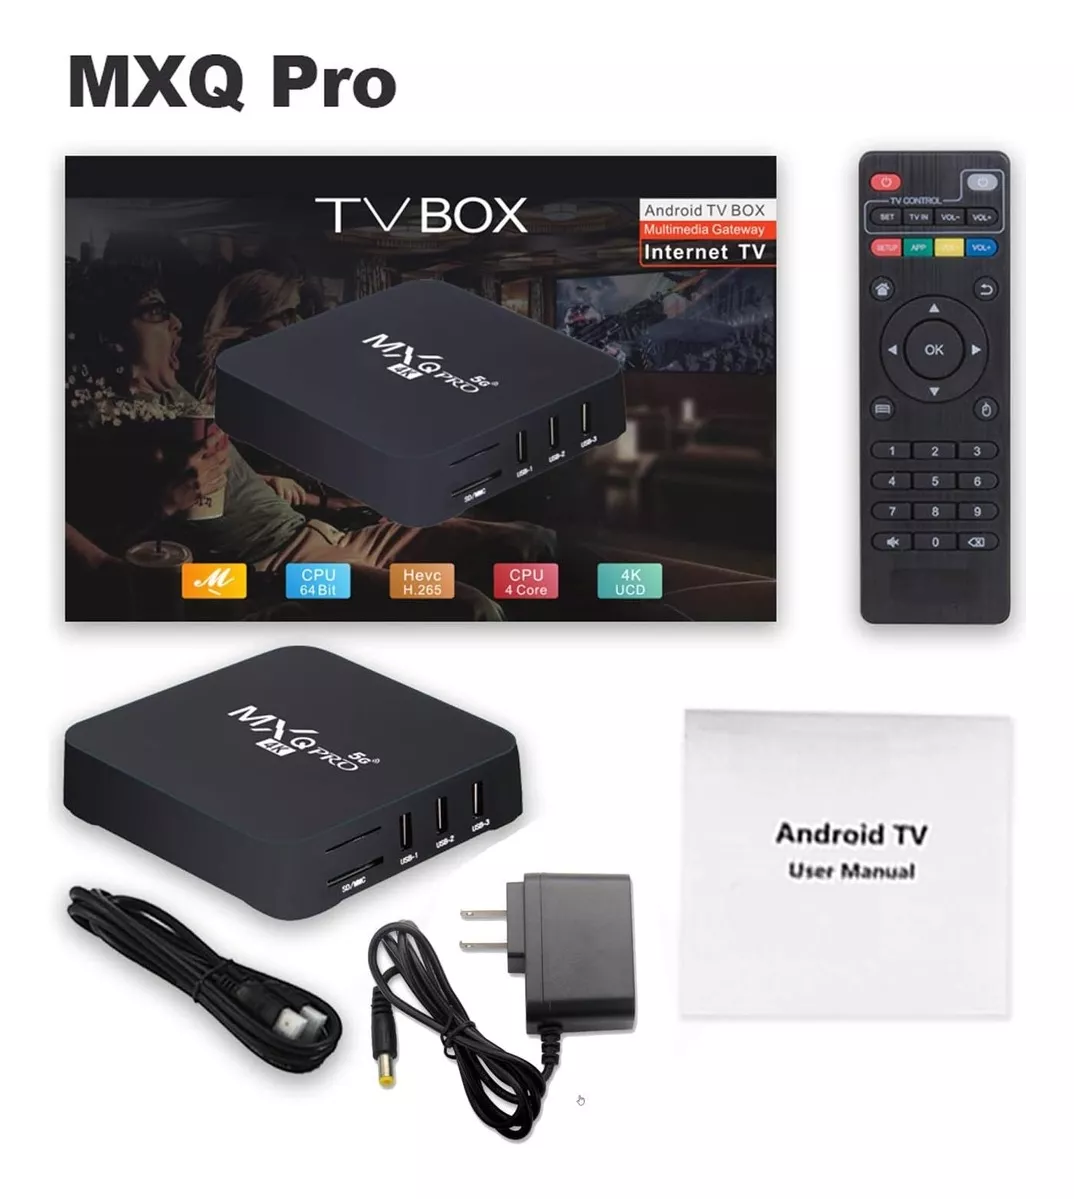 MXQ Pro
TV BOX
Android TV BOX
Multimedia Gateway
Internet TV
MXQ PRO
4K
5G
USB-1
USB-2
USB-3
SD/MMC
M
CPU
64Bit
Hevc
H.265
CPU
4 Core
4K
UCD
TV CONTROL
SET TV IN VOL- VOL+
SETUP APP VOL- VOL+
OK
1 2 3
4 5 6
7 8 9
0
MXQ PRO
4K
5G
USB-1
USB-2
USB-3
SD/MMC
Android TV
User Manual